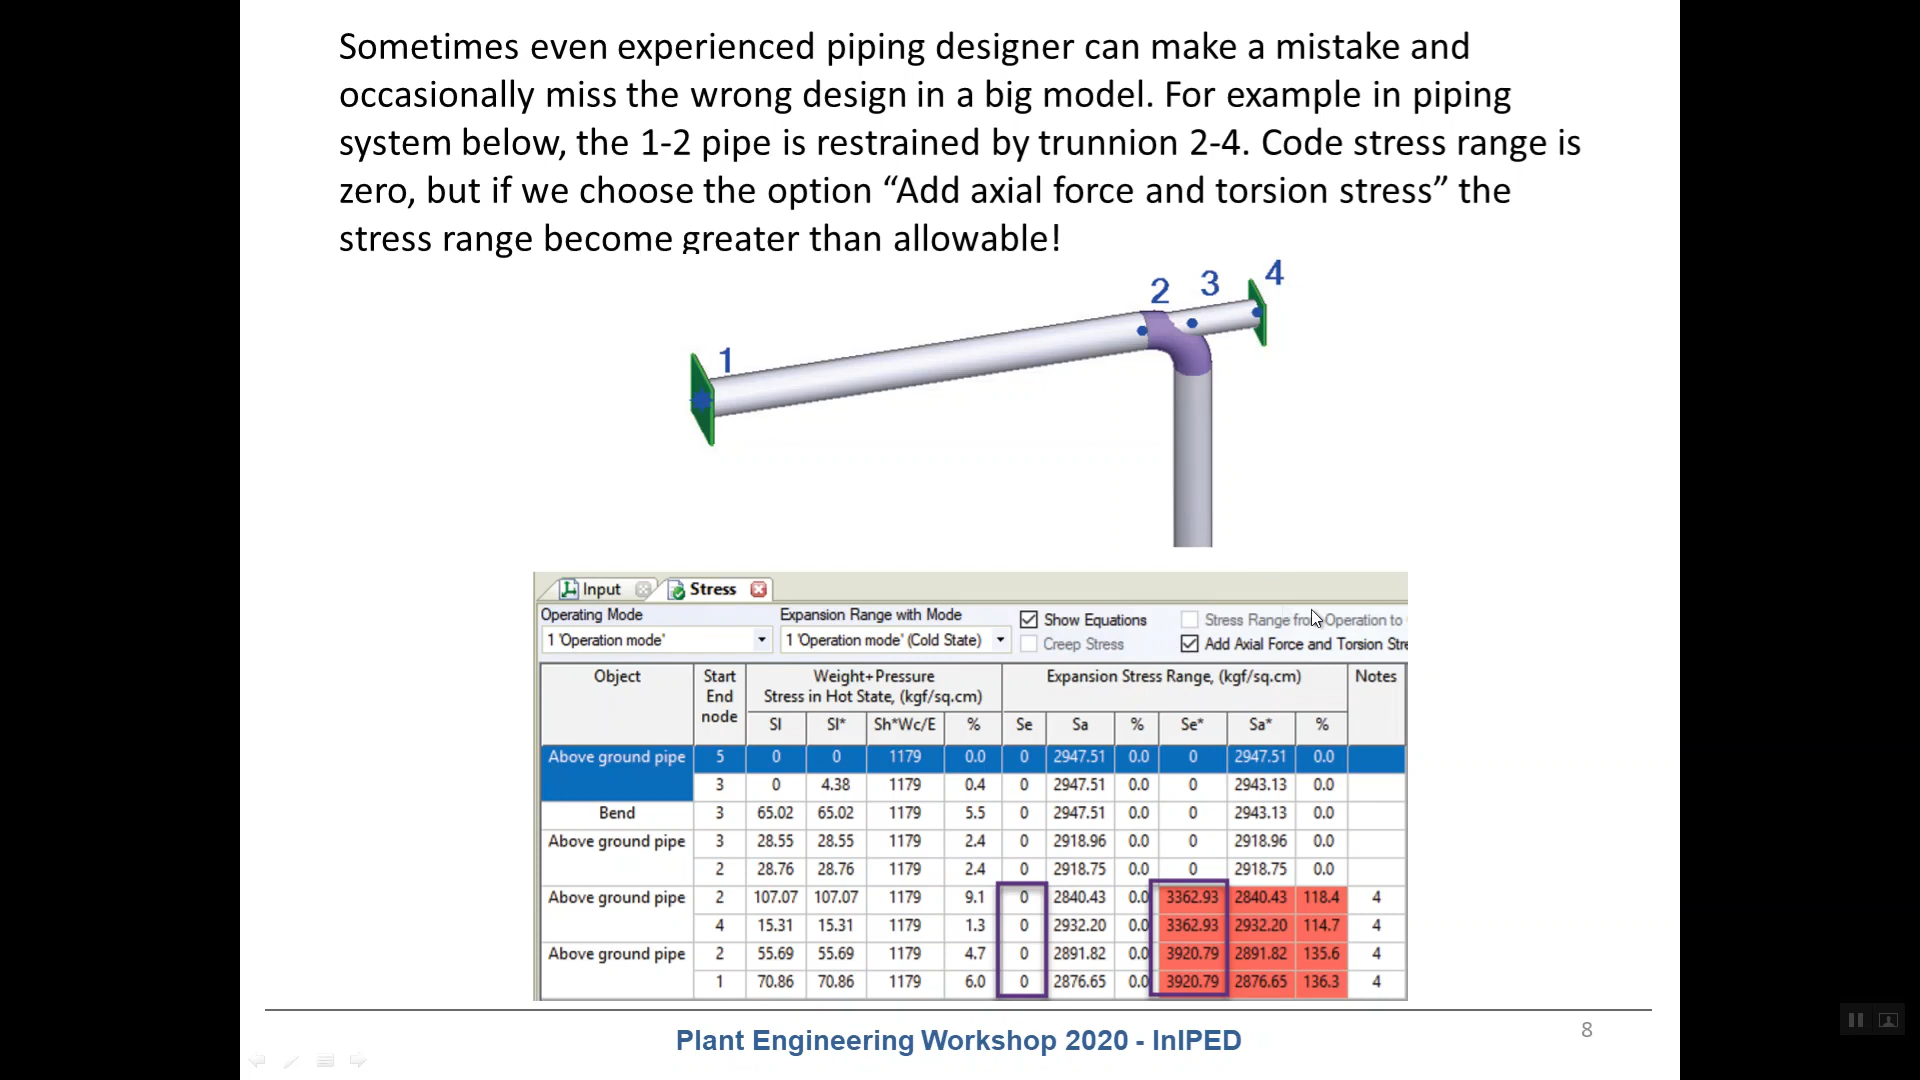 Sometimes even experienced piping designer can make a mistake and
occasionally miss the wrong design in a big model. For example in piping
system below, the 1-2 pipe is restrained by trunnion 2-4. Code stress range is
zero, but if we choose the option “Add axial force and torsion stress” the
stress range become greater than allowable!
1 2 3 4
Input Stress
Operating Mode Expansion Range with Mode Show Equations Stress Range from Operation to
1 'Operation mode' 1 'Operation mode' (Cold State) Creep Stress Add Axial Force and Torsion Stre
Object Start End node Weight+Pressure Stress in Hot State, (kgf/sq.cm) Expansion Stress Range, (kgf/sq.cm) Notes
Sl Sl* Sh*Wc/E % Se Sa % Se* Sa* %
Above ground pipe 5 0 0 1179 0.0 0 2947.51 0.0 0 2947.51 0.0
3 0 4.38 1179 0.4 0 2947.51 0.0 0 2943.13 0.0
Bend 3 65.02 65.02 1179 5.5 0 2947.51 0.0 0 2943.13 0.0
Above ground pipe 3 28.55 28.55 1179 2.4 0 2918.96 0.0 0 2918.96 0.0
2 28.76 28.76 1179 2.4 0 2918.75 0.0 0 2918.75 0.0
Above ground pipe 2 107.07 107.07 1179 9.1 0 2840.43 0.0 3362.93 2840.43 118.4 4
4 15.31 15.31 1179 1.3 0 2932.20 0.0 3362.93 2932.20 114.7 4
Above ground pipe 2 55.69 55.69 1179 4.7 0 2891.82 0.0 3920.79 2891.82 135.6 4
1 70.86 70.86 1179 6.0 0 2876.65 0.0 3920.79 2876.65 136.3 4
Plant Engineering Workshop 2020 - InIPED
8